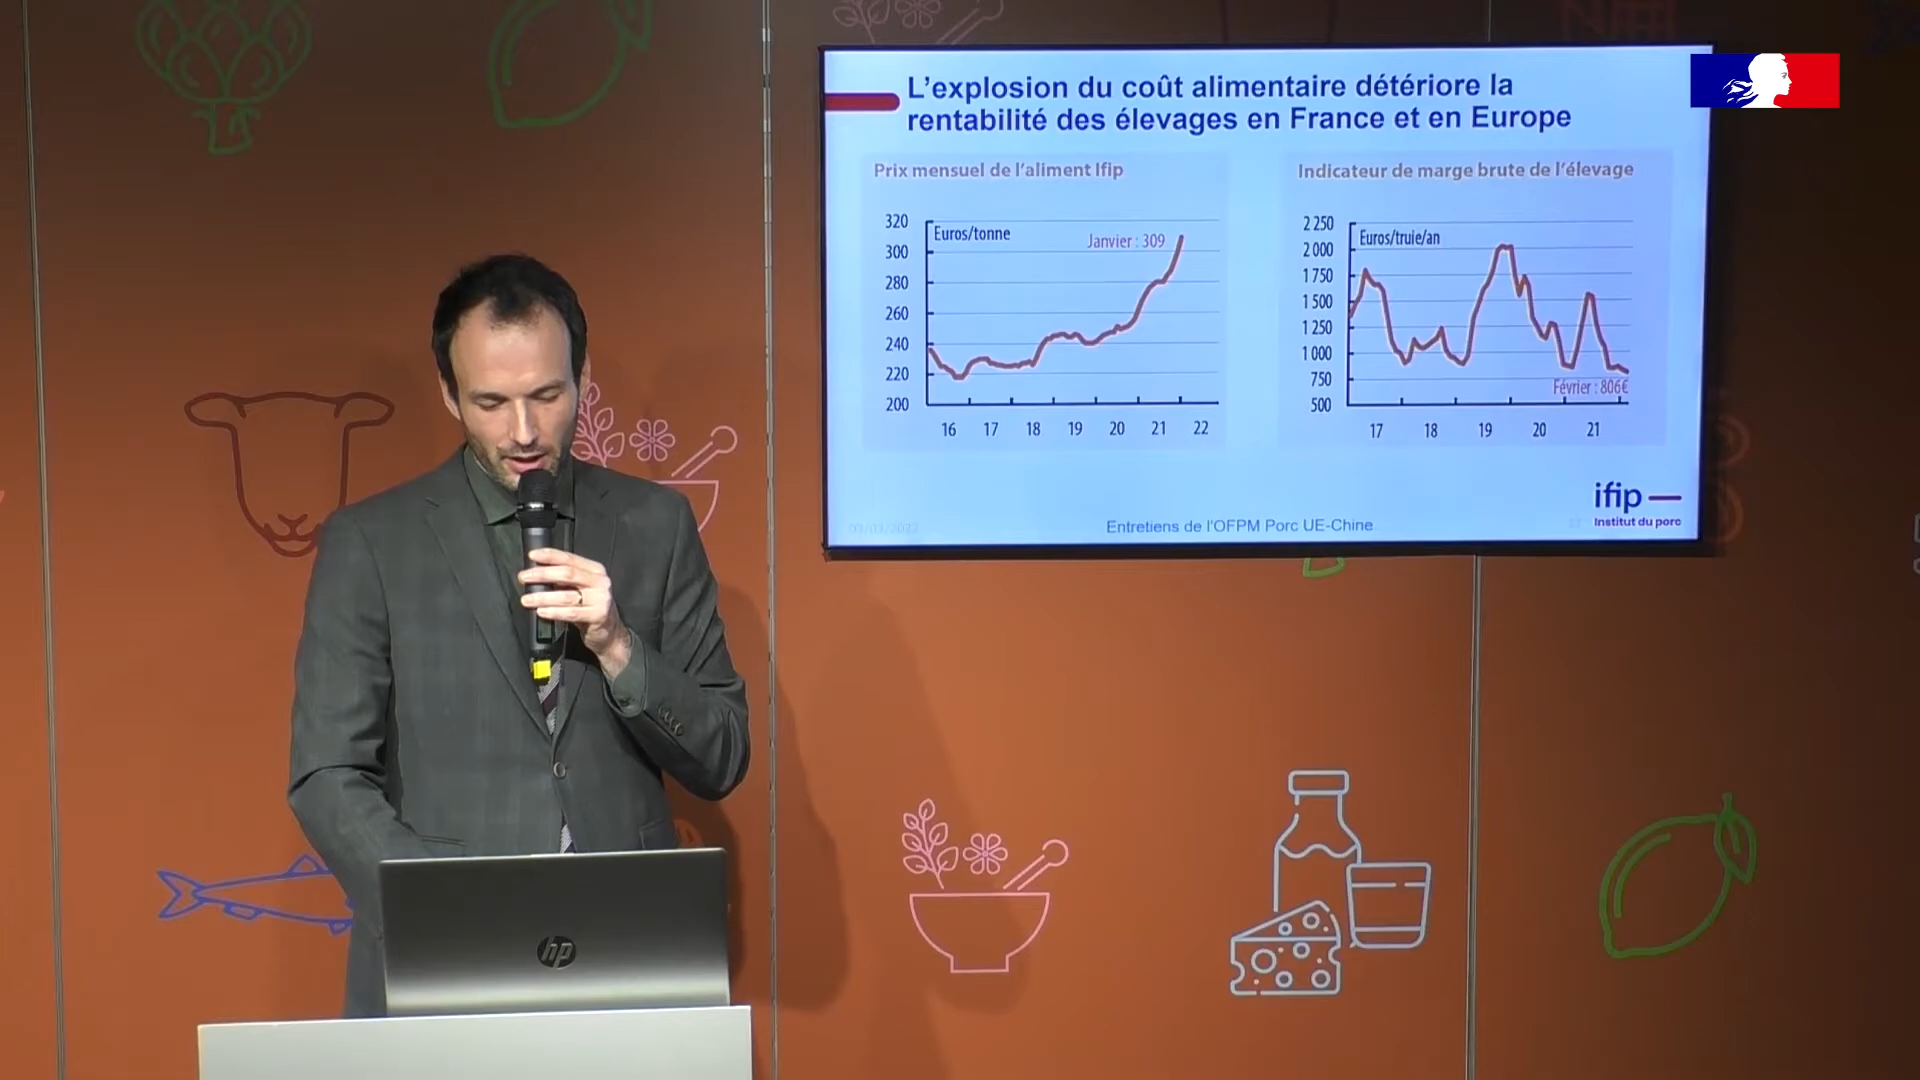 L'explosion du coût alimentaire détériore la
rentabilité des élevages en France et en Europe
Prix mensuel de l'aliment Ifip
320
300
280
260
240
220
200
Euros/tonne
Janvier : 309
16 17 18 19 20 21 22
Indicateur de marge brute de l'élevage
2 250
2 000
1 750
1 500
1 250
1 000
750
500
Euros/truie/an
Février : 806€
17 18 19 20 21
ifip
Institut du porc
03/03/2022
Entretiens de l'OFPM Porc UE-Chine
hp